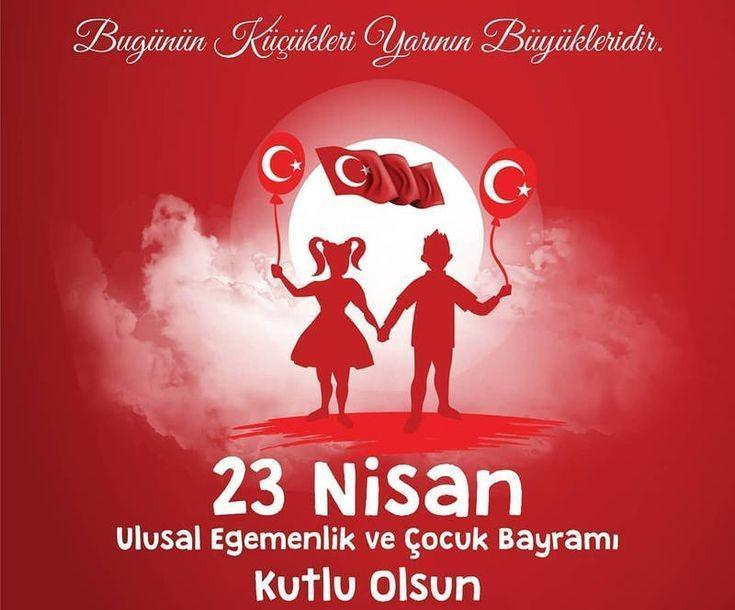 Bugünün Küçükleri Yarının Büyükleridir.
23 Nisan
Ulusal Egemenlik ve Çocuk Bayramı
Kutlu Olsun